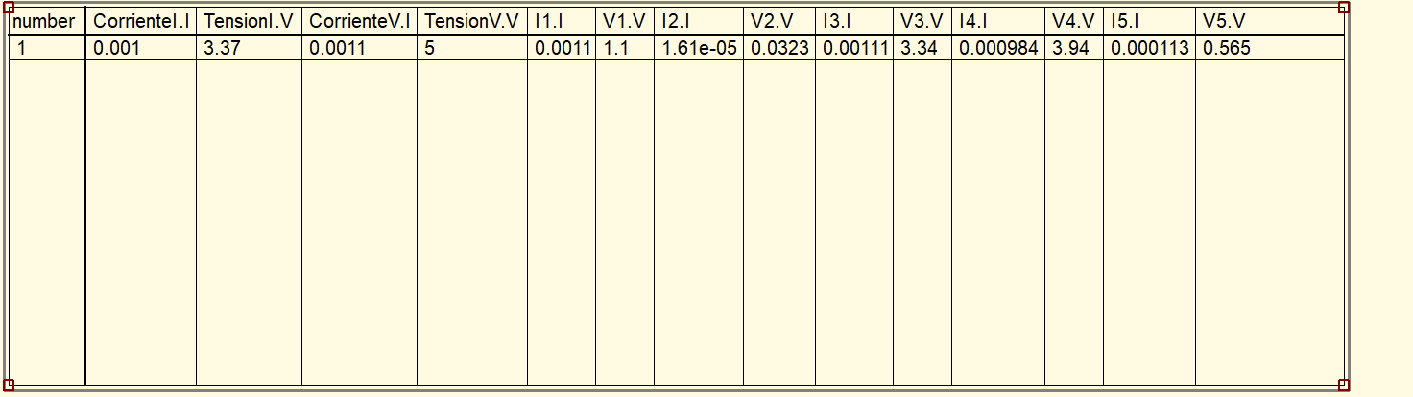 number CorrienteI.I TensionI.V CorrienteV.I TensionV.V I1.I V1.V I2.I V2.V I3.I V3.V I4.I V4.V I5.I V5.V
1 0.001 3.37 0.0011 5 0.0011 1.1 1.61e-05 0.0323 0.00111 3.34 0.000984 3.94 0.000113 0.565